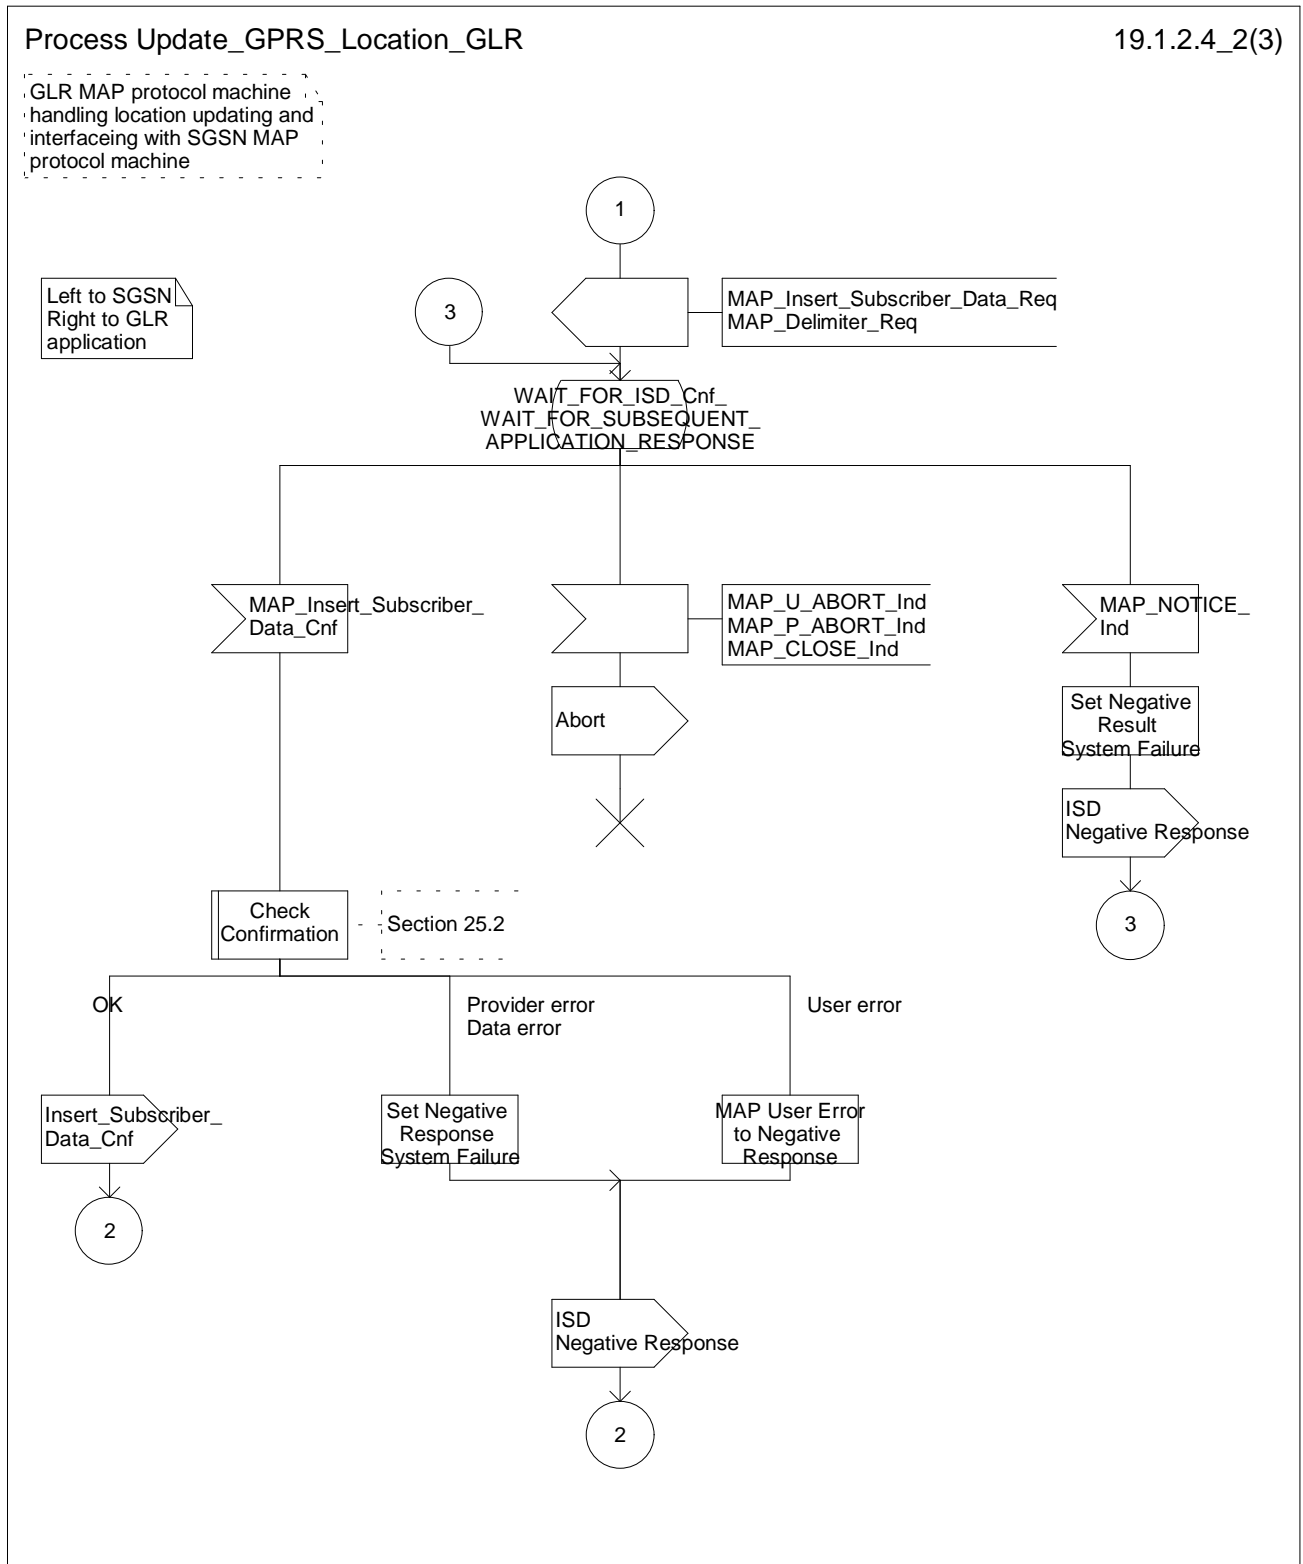 Process Update_GPRS_Location_GLR
19.1.2.4_2(3)
GLR MAP protocol machine
handling location updating and
interfaceing with SGSN MAP
protocol machine
1
Left to SGSN
Right to GLR
application
3
MAP_Insert_Subscriber_Data_Req
MAP_Delimiter_Req
WAIT_FOR_ISD_Cnf_
WAIT_FOR_SUBSEQUENT_
APPLICATION_RESPONSE
MAP_Insert_Subscriber_
Data_Cnf
MAP_U_ABORT_Ind
MAP_P_ABORT_Ind
MAP_CLOSE_Ind
MAP_NOTICE_
Ind
Abort
Set Negative
Result
System Failure
ISD
Negative Response
3
Check
Confirmation
Section 25.2
OK
Provider error
Data error
User error
Insert_Subscriber_
Data_Cnf
Set Negative
Response
System Failure
MAP User Error
to Negative
Response
2
ISD
Negative Response
2